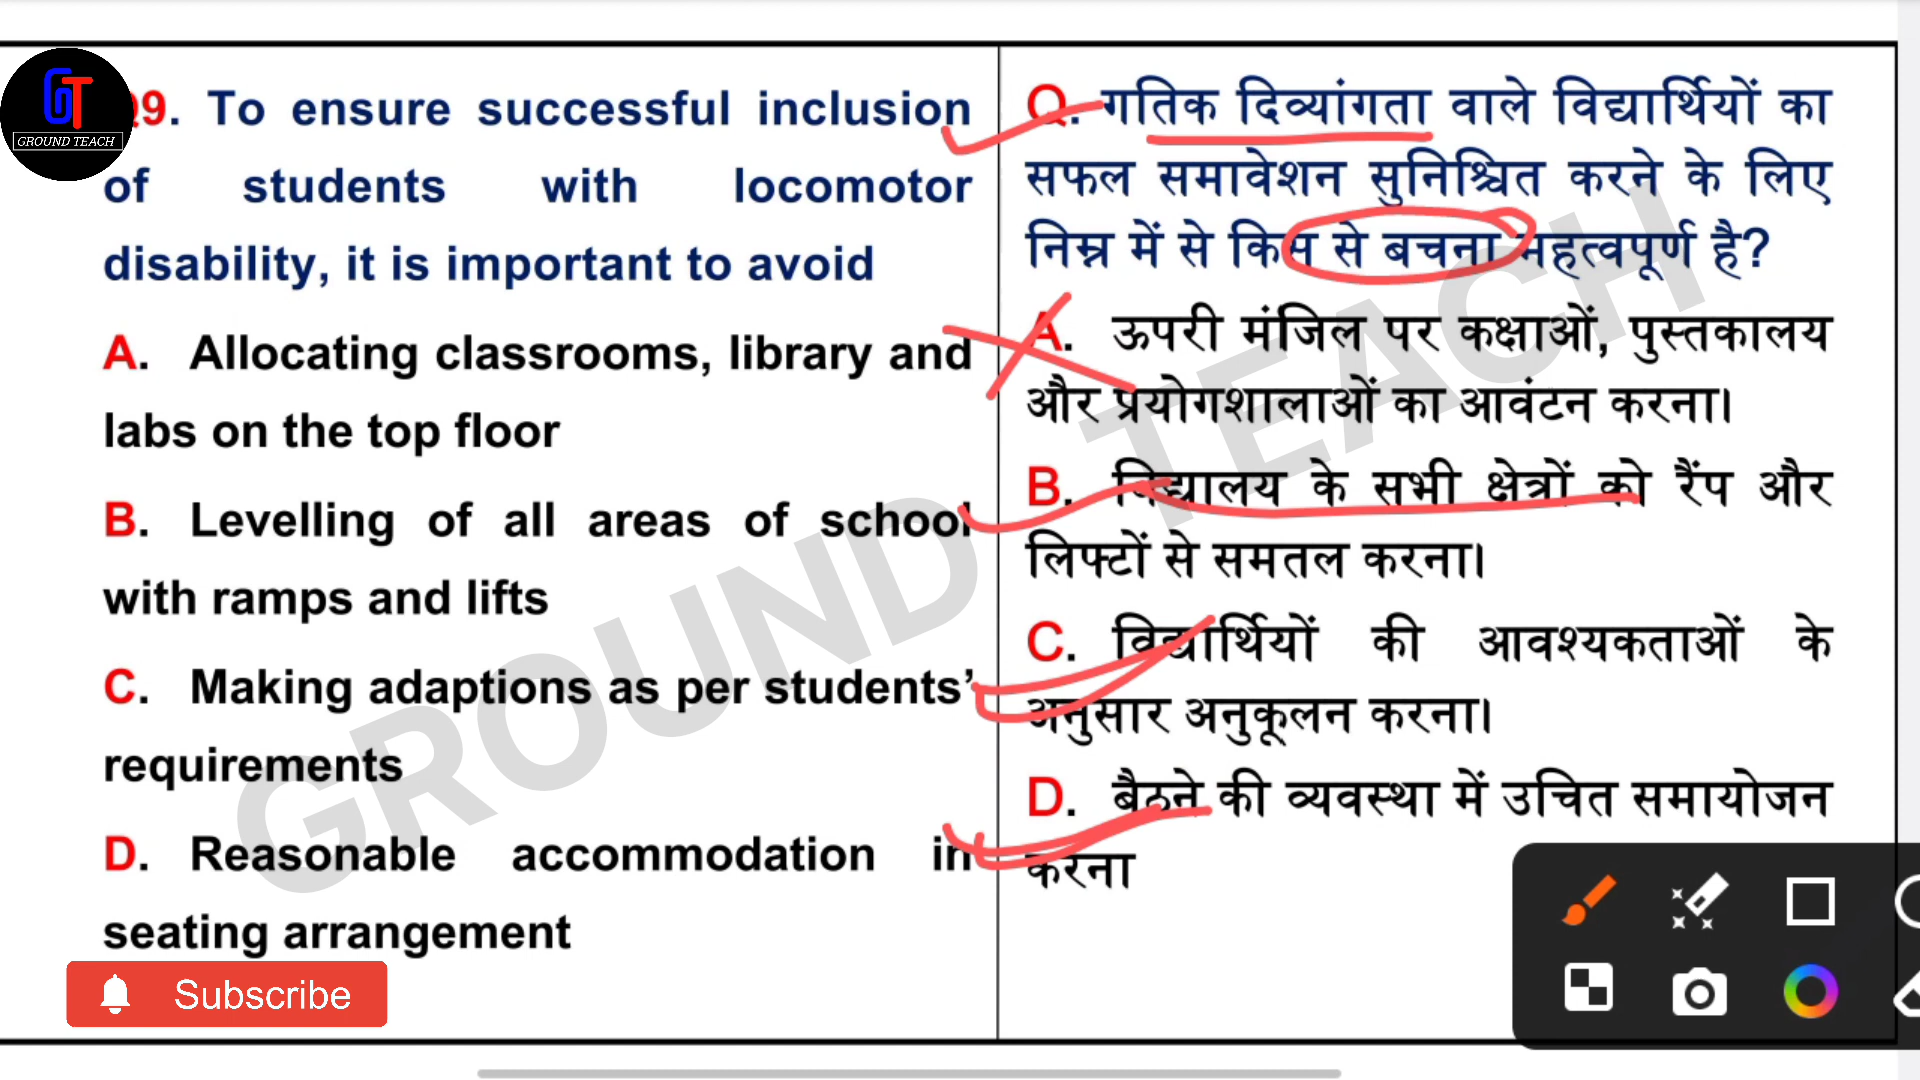 GT
GROUND TEACH
9. To ensure successful inclusion
of students with locomotor
disability, it is important to avoid
A. Allocating classrooms, library and
labs on the top floor
B. Levelling of all areas of school
with ramps and lifts
C. Making adaptions as per students’
requirements
D. Reasonable accommodation in
seating arrangement
Subscribe
Q. गतिक दिव्यांगता वाले विद्यार्थियों का
सफल समावेशन सुनिश्चित करने के लिए
निम्न में से किस से बचना महत्वपूर्ण है?
A. ऊपरी मंजिल पर कक्षाओं, पुस्तकालय
और प्रयोगशालाओं का आवंटन करना।
B. विद्यालय के सभी क्षेत्रों को रैंप और
लिफ्टों से समतल करना।
C. विद्यार्थियों की आवश्यकताओं के
अनुसार अनुकूलन करना।
D. बैठने की व्यवस्था में उचित समायोजन
करना
GROUND TEACH